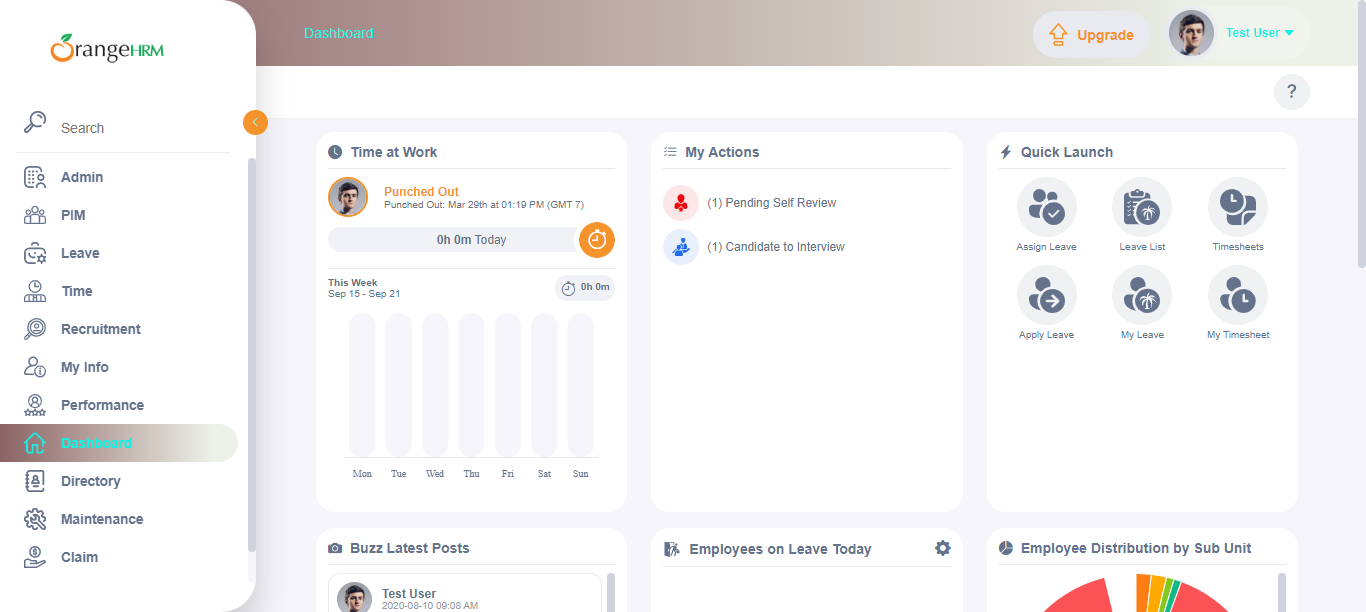 OrangeHRM
Dashboard
Upgrade
Test User
?
Search
Admin
PIM
Leave
Time
Recruitment
My Info
Performance
Dashboard
Directory
Maintenance
Claim
Time at Work
Punched Out
Punched Out: Mar 29th at 01:19 PM (GMT 7)
0h 0m Today
This Week
Sep 15 - Sep 21
0h 0m
Mon Tue Wed Thu Fri Sat Sun
My Actions
(1) Pending Self Review
(1) Candidate to Interview
Quick Launch
Assign Leave Leave List Timesheets
Apply Leave My Leave My Timesheet
Buzz Latest Posts
Test User
2020-08-10 09:08 AM
Employees on Leave Today
Employee Distribution by Sub Unit